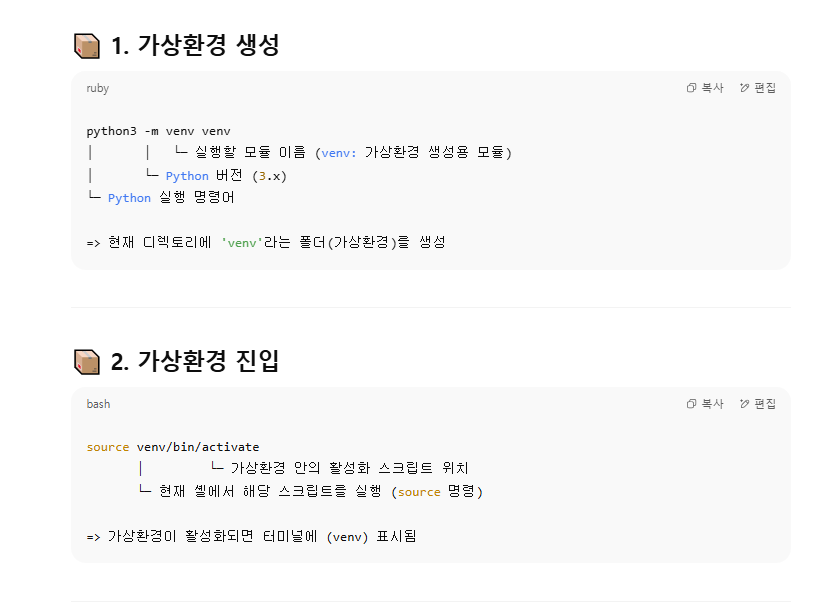 📦 1. 가상환경 생성
ruby
복사 편집
python3 -m venv venv
│       │   └─ 실행할 모듈 이름 (venv: 가상환경 생성용 모듈)
│       └─ Python 버전 (3.x)
└─ Python 실행 명령어
=> 현재 디렉토리에 'venv'라는 폴더(가상환경)를 생성
📦 2. 가상환경 진입
bash
복사 편집
source venv/bin/activate
       │         └─ 가상환경 안의 활성화 스크립트 위치
       └─ 현재 셸에서 해당 스크립트를 실행 (source 명령)
=> 가상환경이 활성화되면 터미널에 (venv) 표시됨